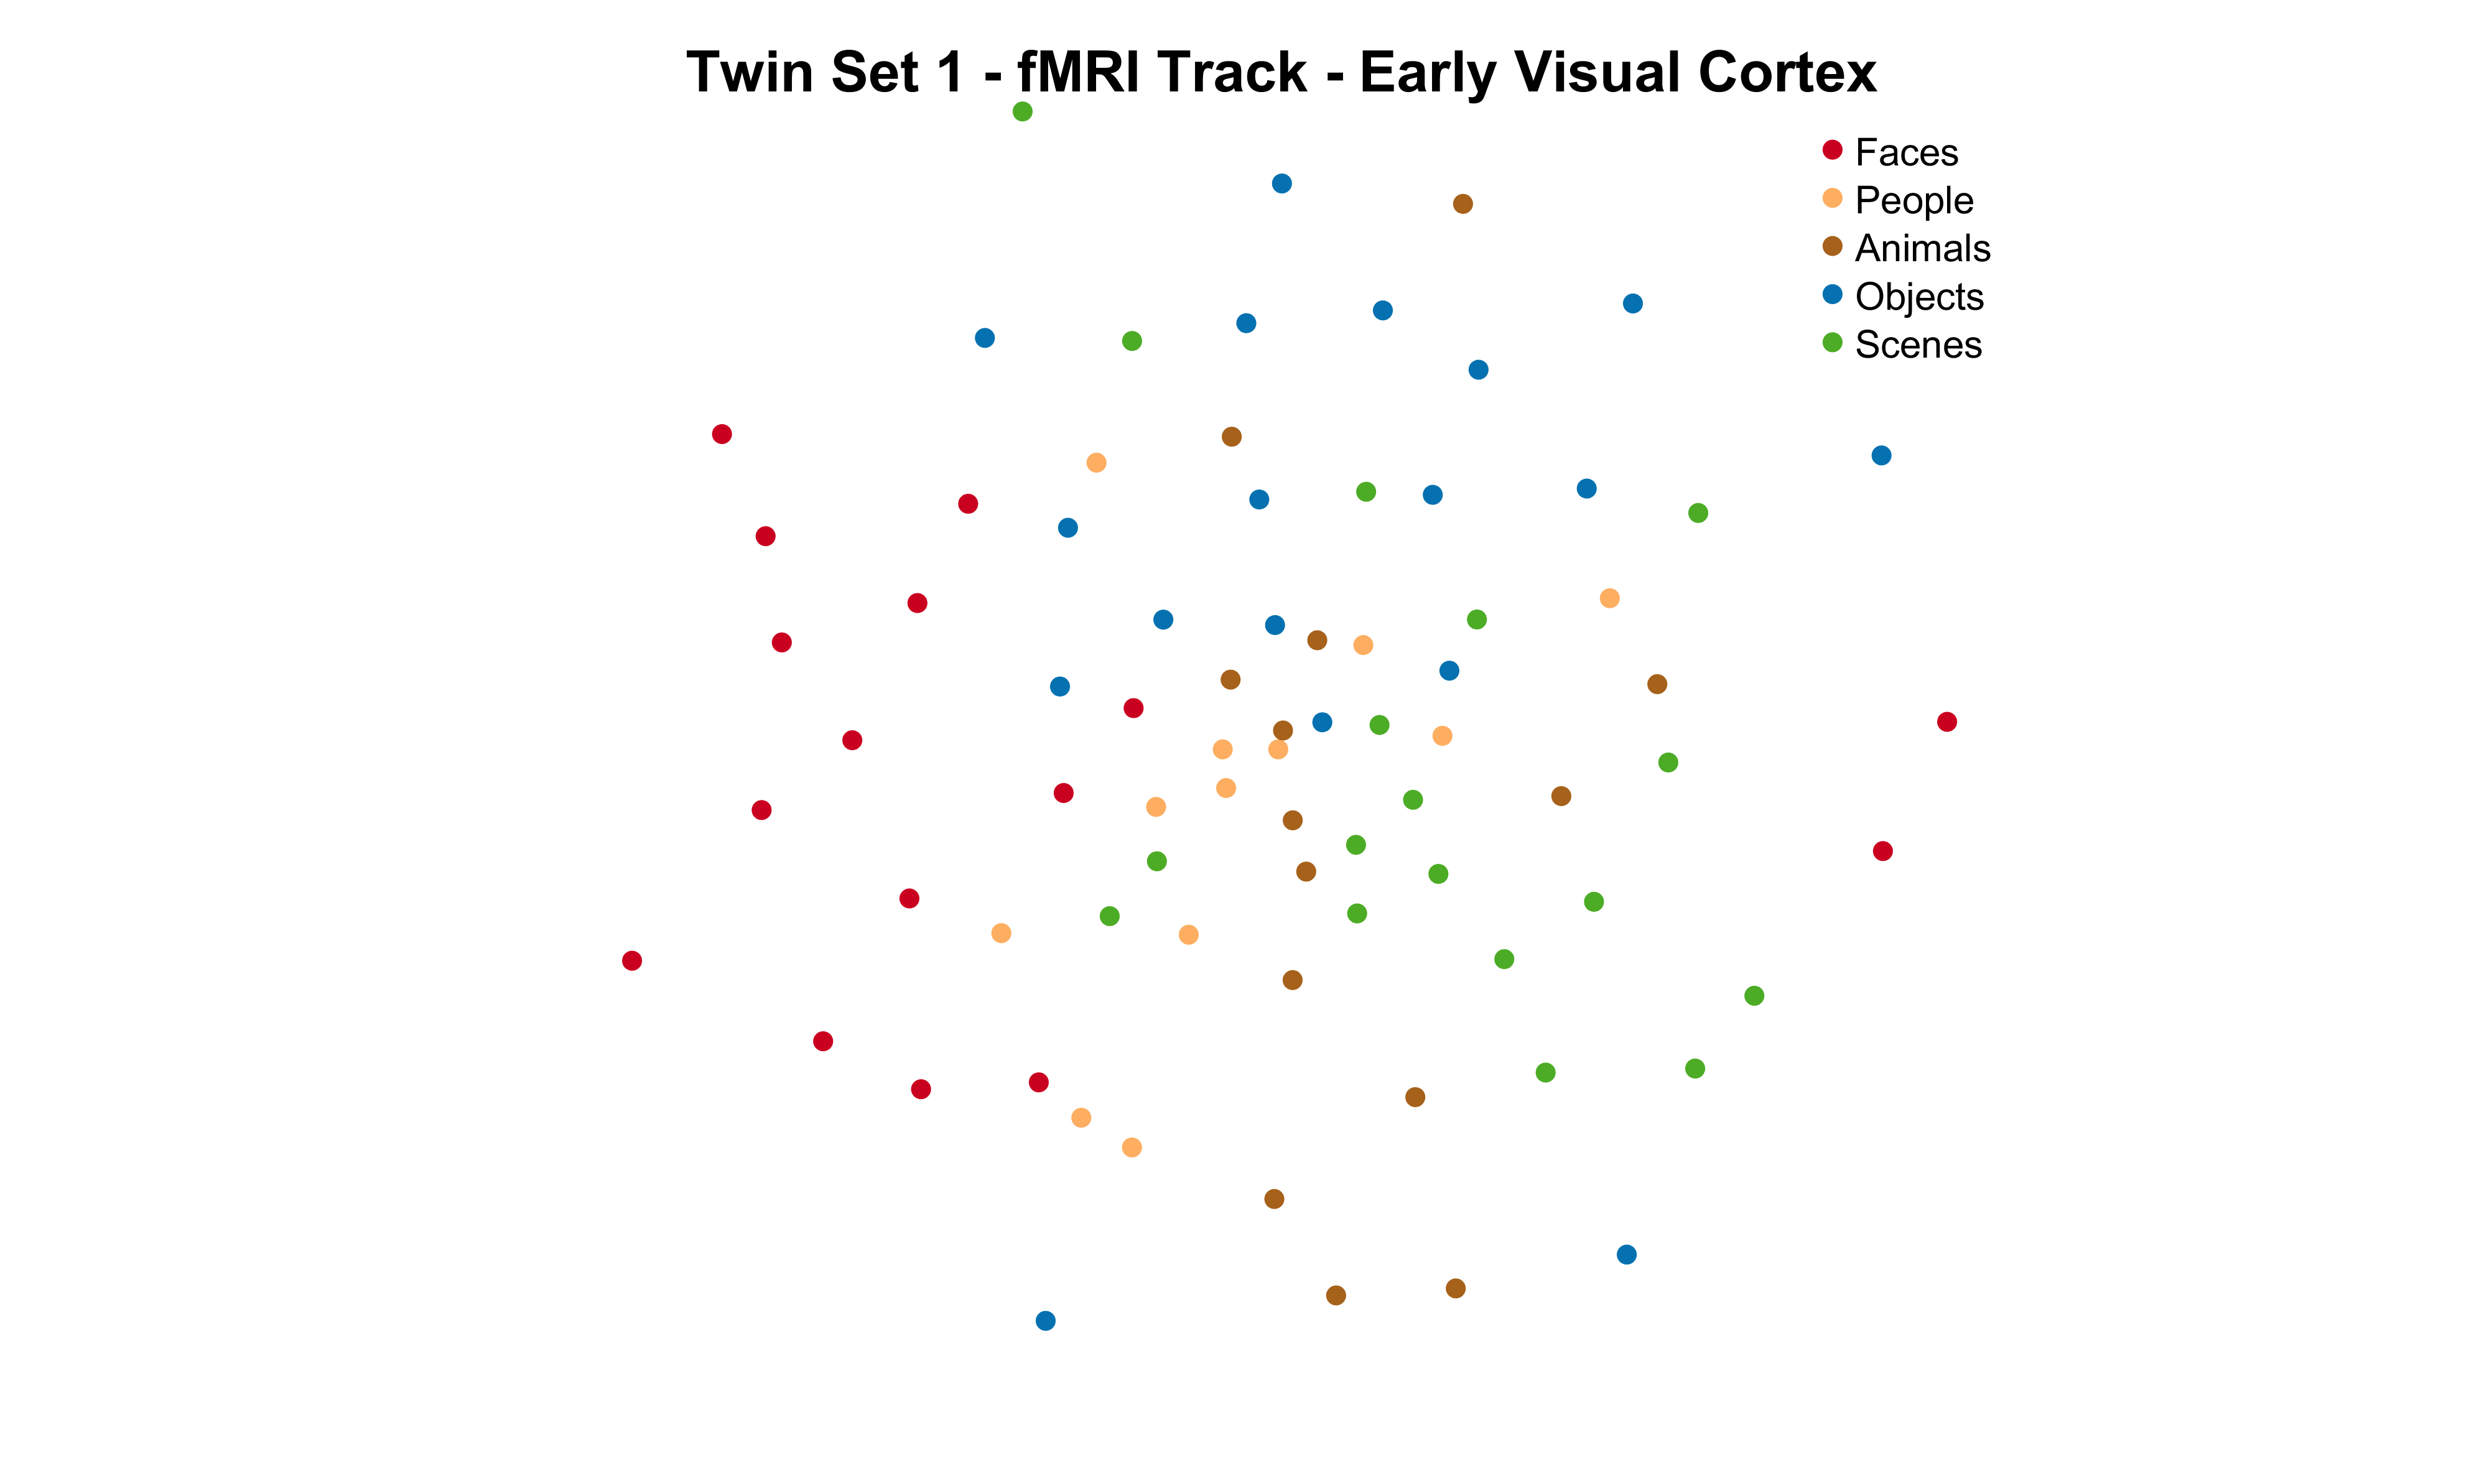 Twin Set 1 - fMRI Track - Early Visual Cortex
Faces
People
Animals
Objects
Scenes